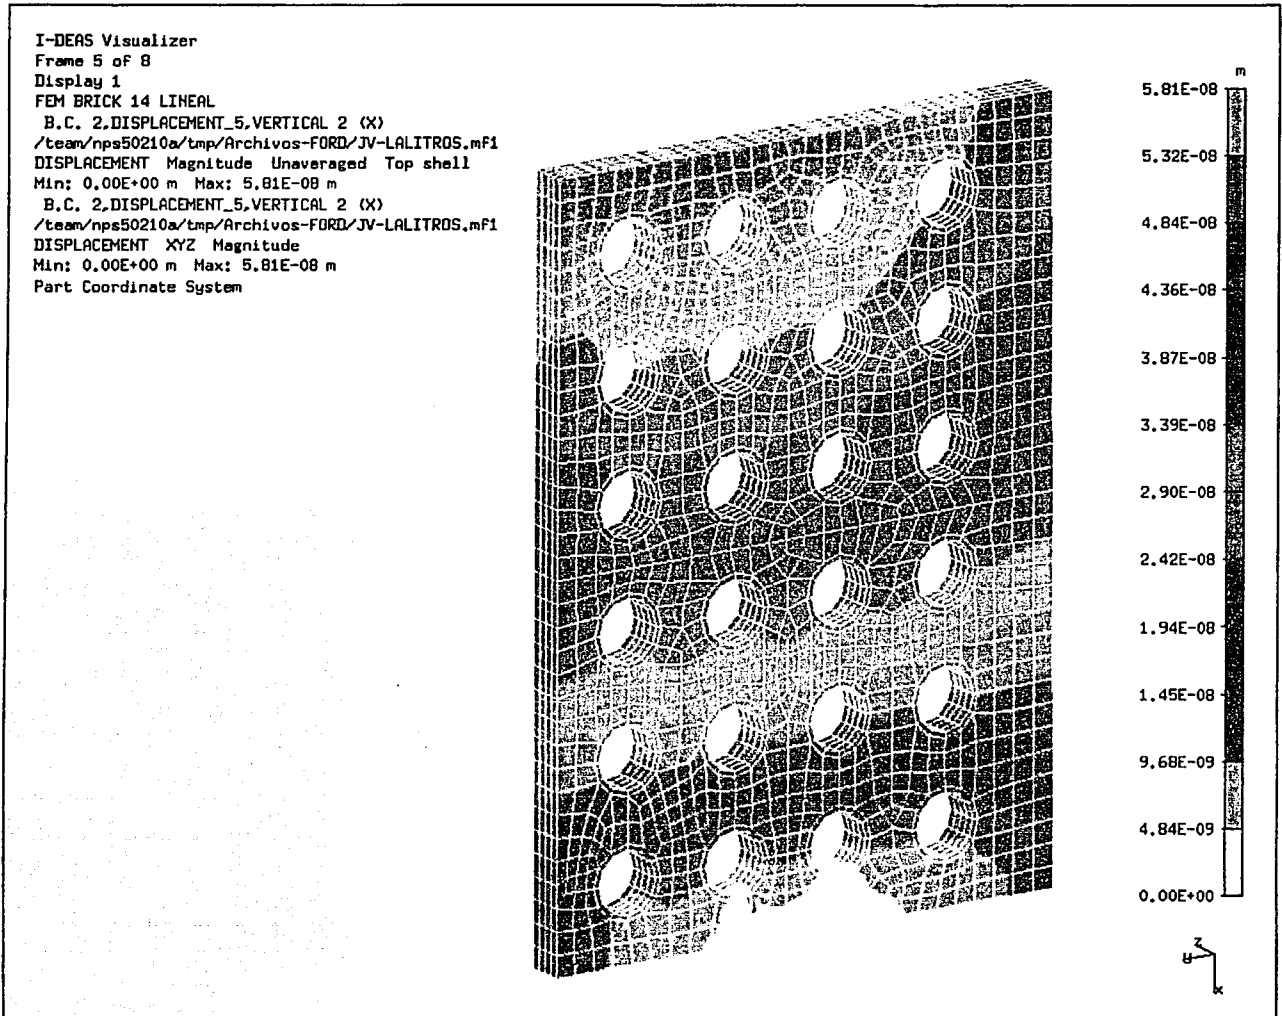 I-DEAS Visualizer
Frame 5 of 8
Display 1
FEM BRICK 14 LINEAL
B.C. 2,DISPLACEMENT_5,VERTICAL 2 (X)
/team/nps50210a/tmp/Archivos-FORD/JV-LALITROS.mf1
DISPLACEMENT Magnitude Unaveraged Top shell
Min: 0.00E+00 m Max: 5.81E-08 m
B.C. 2,DISPLACEMENT_5,VERTICAL 2 (X)
/team/nps50210a/tmp/Archivos-FORD/JV-LALITROS.mf1
DISPLACEMENT XYZ Magnitude
Min: 0.00E+00 m Max: 5.81E-08 m
Part Coordinate System
m
5.81E-08
5.32E-08
4.84E-08
4.36E-08
3.87E-08
3.39E-08
2.90E-08
2.42E-08
1.94E-08
1.45E-08
9.68E-09
4.84E-09
0.00E+00
Z
Y
X